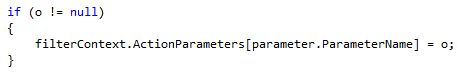 if (o != null)
{
    filterContext.ActionParameters[parameter.ParameterName] = o;
}